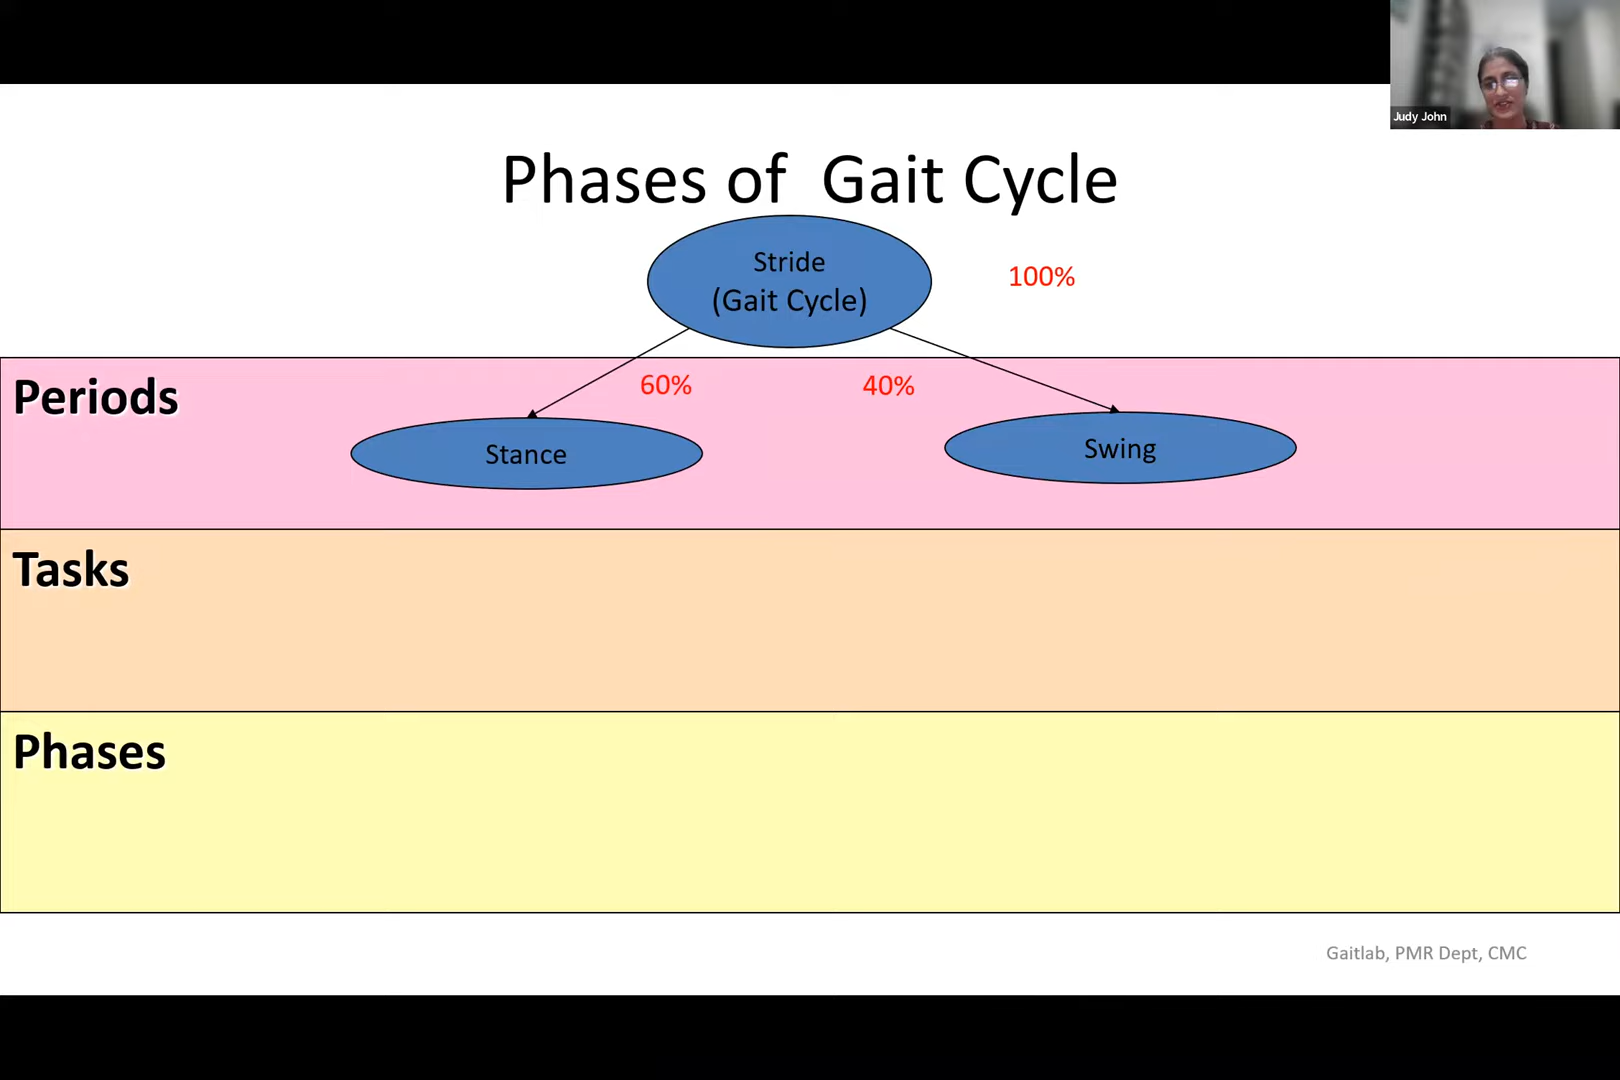 Judy John
Phases of  Gait Cycle
Stride
(Gait Cycle)
100%
Periods
60%
40%
Stance
Swing
Tasks
Phases
Gaitlab, PMR Dept, CMC